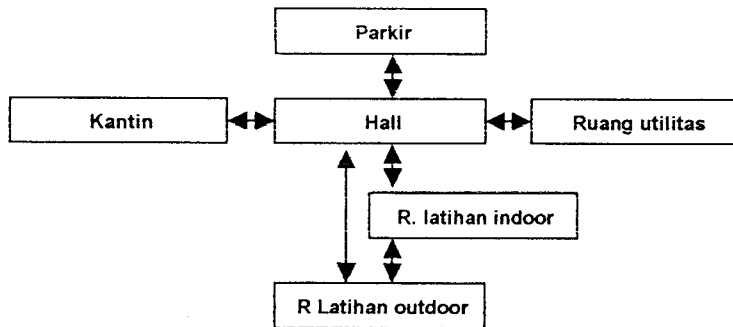 Parkir
Kantin
Hall
Ruang utilitas
R. latihan indoor
R Latihan outdoor